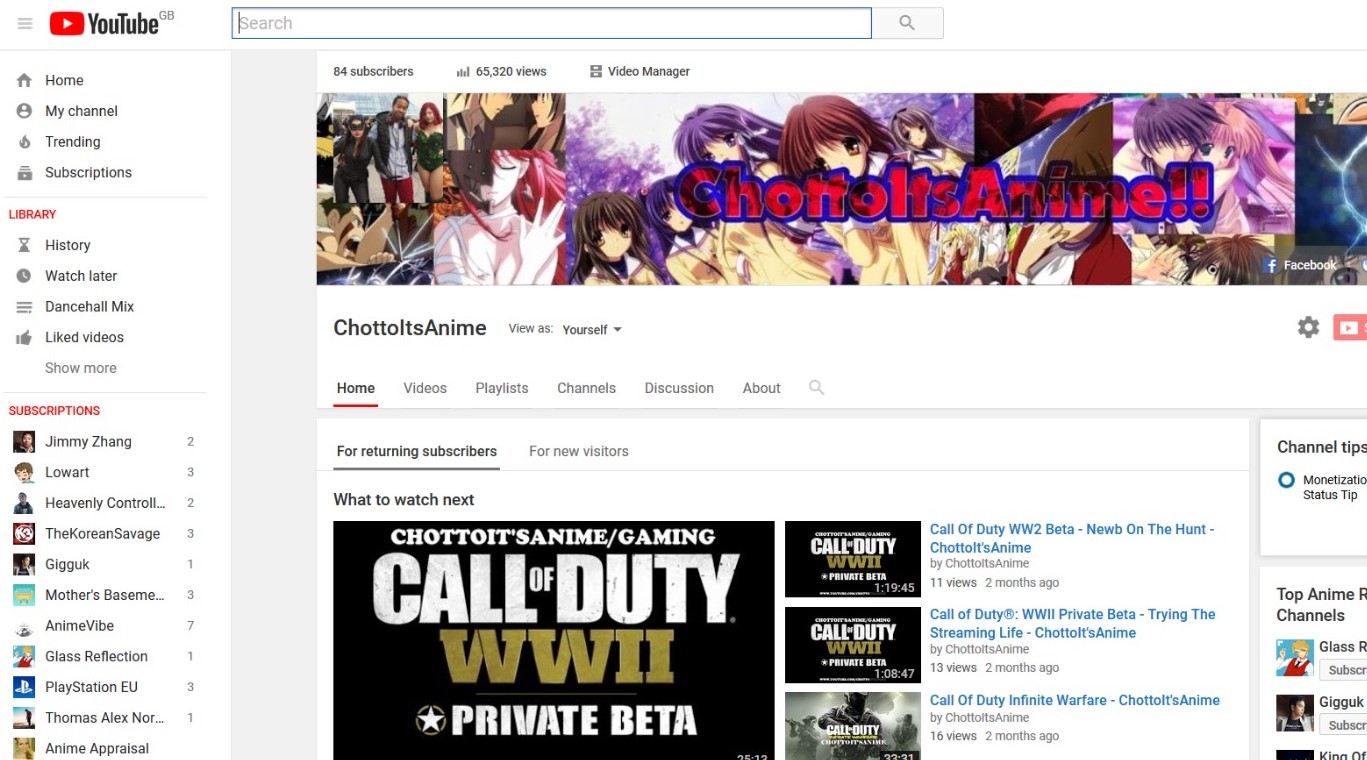 YouTube GB
Search
Home
My channel
Trending
Subscriptions
LIBRARY
History
Watch later
Dancehall Mix
Liked videos
Show more
SUBSCRIPTIONS
Jimmy Zhang 2
Lowart 3
Heavenly Controll... 2
TheKoreanSavage 3
Gigguk 1
Mother's Baseme... 3
AnimeVibe 7
Glass Reflection 1
PlayStation EU 3
Thomas Alex Nor... 1
Anime Appraisal
84 subscribers 65,320 views Video Manager
ChottoItsAnime!!
Facebook
ChottoItsAnime View as: Yourself
Home Videos Playlists Channels Discussion About
For returning subscribers For new visitors
What to watch next
CHOTTOIT'SANIME/GAMING
CALL OF DUTY
WWII
PRIVATE BETA
25:13
CHOTTOIT'SANIME/GAMING
CALL OF DUTY
WWII
PRIVATE BETA
1:19:45
Call Of Duty WW2 Beta - Newb On The Hunt -
ChottoIt'sAnime
by ChottoItsAnime
11 views 2 months ago
CHOTTOIT'SANIME/GAMING
CALL OF DUTY
WWII
PRIVATE BETA
1:08:47
Call of Duty®: WWII Private Beta - Trying The
Streaming Life - ChottoIt'sAnime
by ChottoItsAnime
13 views 2 months ago
CALL OF DUTY
INFINITE WARFARE
CHOTTOIT'SANIME
33:31
Call Of Duty Infinite Warfare - ChottoIt'sAnime
by ChottoItsAnime
16 views 2 months ago
Channel tips
Monetizatio
Status Tip
Top Anime R
Channels
Glass R
Subscr
Gigguk
Subscr
King Of